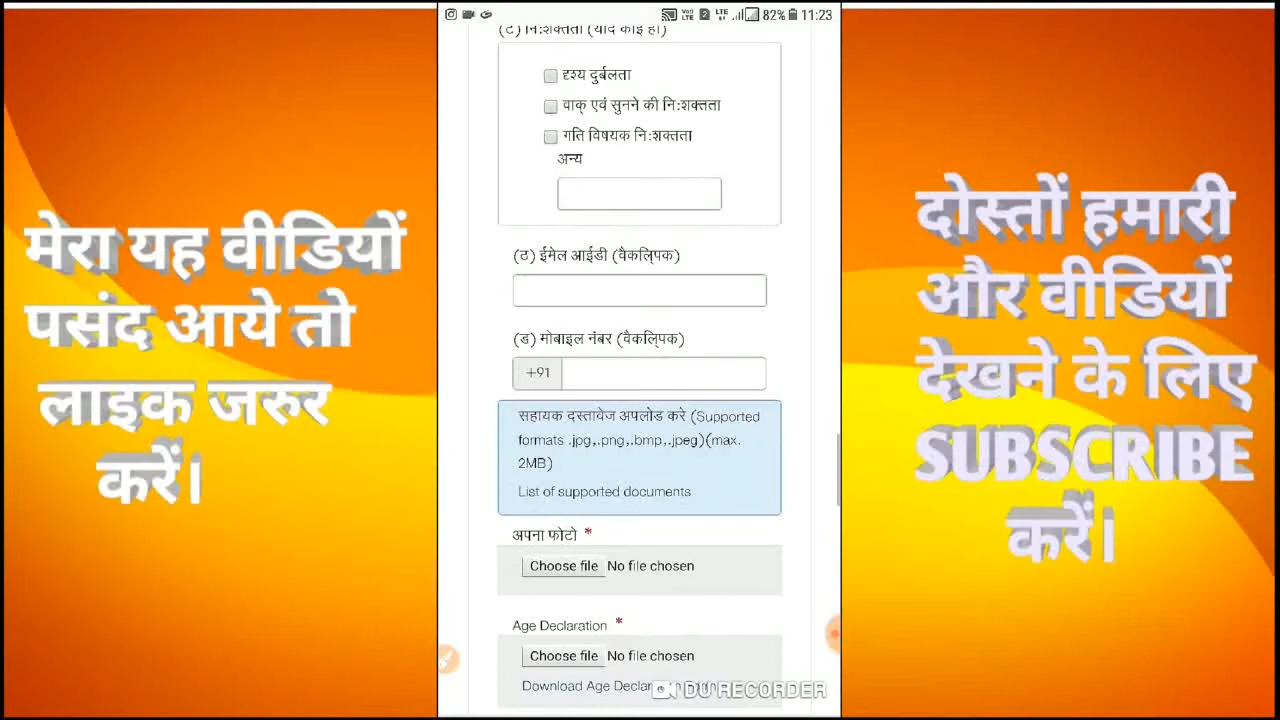 82% 11:23
(ट) नि:शक्तता (यदि कोई हो)
दृश्य दुर्बलता
वाक् एवं सुनने की नि:शक्तता
गति विषयक नि:शक्तता
अन्य
(ठ) ईमेल आईडी (वैकल्पिक)
(ड) मोबाइल नंबर (वैकल्पिक)
+91
सहायक दस्तावेज अपलोड करे (Supported
formats .jpg,.png,.bmp,.jpeg)(max.
2MB)
List of supported documents
अपना फोटो *
Choose file No file chosen
Age Declaration *
Choose file No file chosen
Download Age Declar
DU RECORDER
मेरा यह वीडियों
पसंद आये तो
लाइक जरुर
करें।
दोस्तों हमारी
और वीडियों
देखने के लिए
SUBSCRIBE
करें।